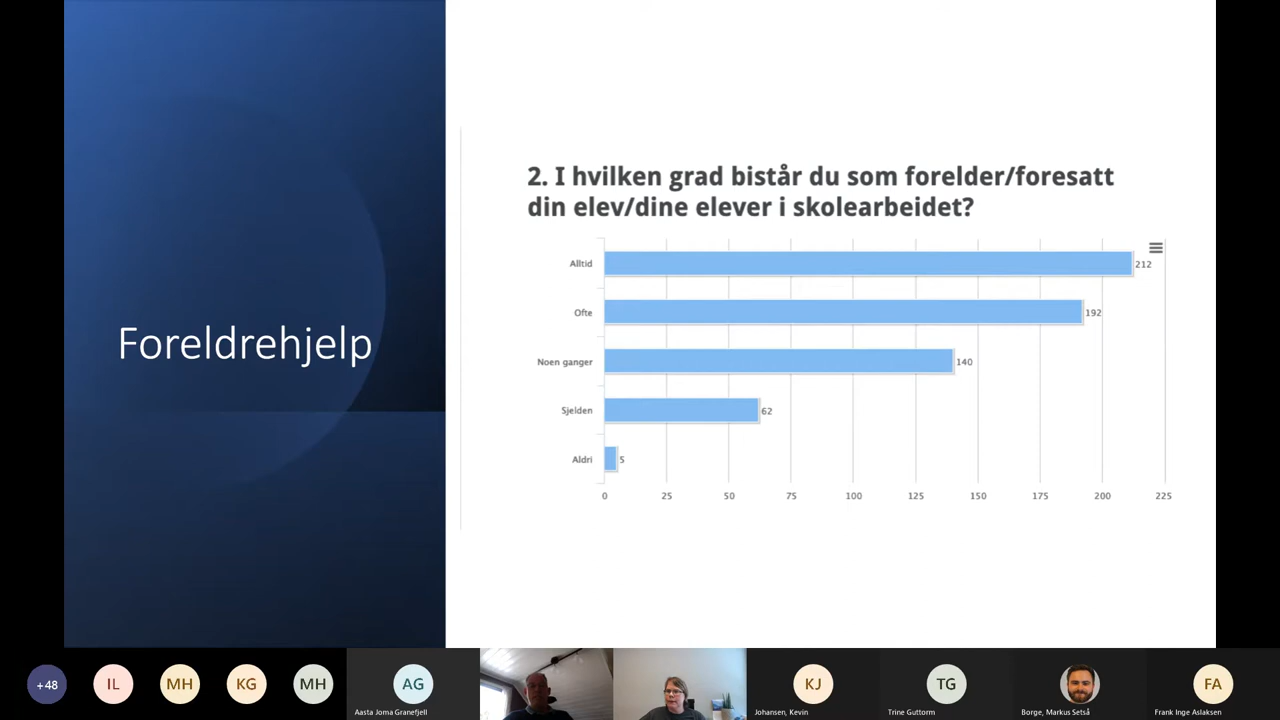 Foreldrehjelp
2. I hvilken grad bistår du som forelder/foresatt
din elev/dine elever i skolearbeidet?
Alltid 212
Ofte 192
Noen ganger 140
Sjelden 62
Aldri 5
0 25 50 75 100 125 150 175 200 225
+48 IL MH KG MH AG KJ TG FA
Aasta Joma Granefjell Johansen, Kevin Trine Guttorm Borge, Markus Setså Frank Inge Aslaksen